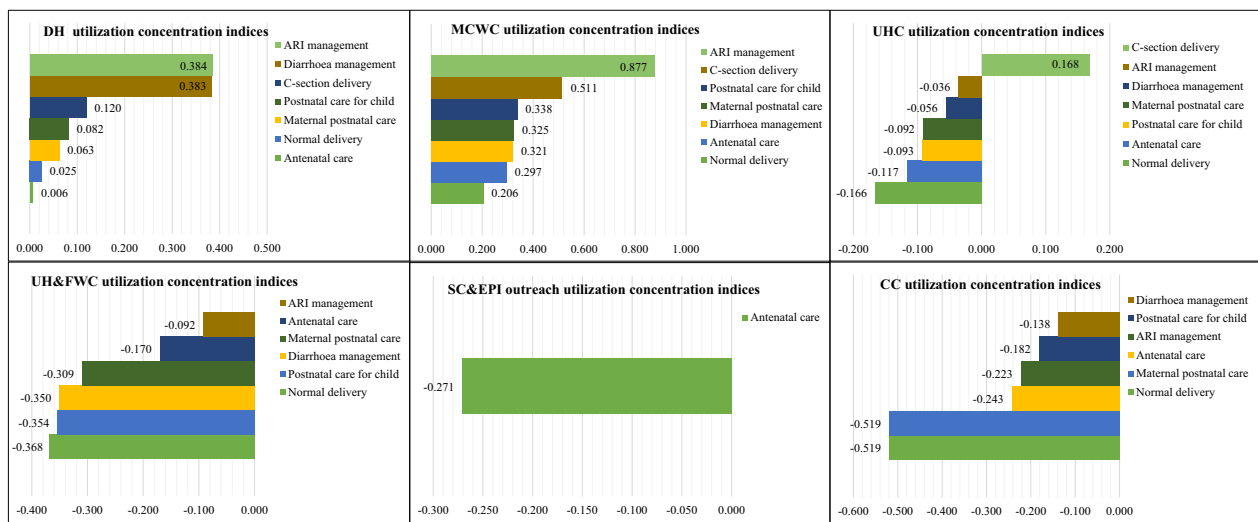 DH utilization concentration indices
ARI management
Diarrhoea management
C-section delivery
Postnatal care for child
Maternal postnatal care
Normal delivery
Antenatal care
0.384
0.383
0.120
0.082
0.063
0.025
0.006
0.000 0.100 0.200 0.300 0.400 0.500
MCWC utilization concentration indices
ARI management
C-section delivery
Postnatal care for child
Maternal postnatal care
Diarrhoea management
Antenatal care
Normal delivery
0.877
0.511
0.338
0.325
0.321
0.297
0.206
0.000 0.200 0.400 0.600 0.800 1.000
UHC utilization concentration indices
C-section delivery
ARI management
Diarrhoea management
Maternal postnatal care
Postnatal care for child
Antenatal care
Normal delivery
0.168
-0.036
-0.056
-0.092
-0.093
-0.117
-0.166
-0.200 -0.100 0.000 0.100 0.200
UH&FWC utilization concentration indices
ARI management
Antenatal care
Maternal postnatal care
Diarrhoea management
Postnatal care for child
Normal delivery
-0.092
-0.170
-0.309
-0.350
-0.354
-0.368
-0.400 -0.300 -0.200 -0.100 0.000
SC&EPI outreach utilization concentration indices
Antenatal care
-0.271
-0.300 -0.250 -0.200 -0.150 -0.100 -0.050 0.000
CC utilization concentration indices
Diarrhoea management
Postnatal care for child
ARI management
Antenatal care
Maternal postnatal care
Normal delivery
-0.138
-0.182
-0.223
-0.243
-0.519
-0.519
-0.600 -0.500 -0.400 -0.300 -0.200 -0.100 0.000